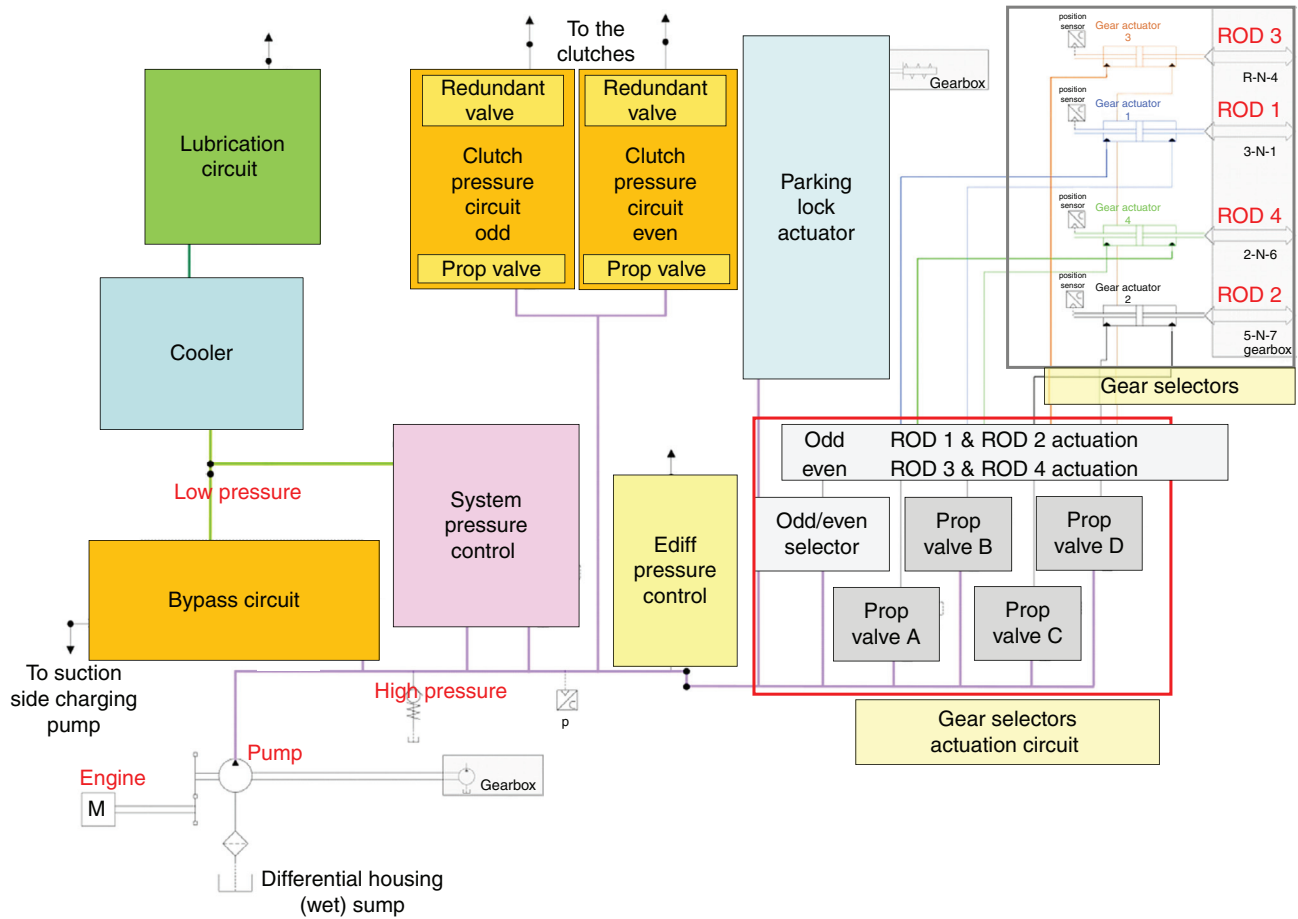 To the
clutches
Lubrication
circuit
Redundant
valve
Clutch
pressure
circuit
odd
Prop valve
Redundant
valve
Clutch
pressure
circuit
even
Prop valve
Parking
lock
actuator
Gearbox
position
sensor
Gear actuator
3
ROD 3
R-N-4
position
sensor
Gear actuator
1
ROD 1
3-N-1
position
sensor
Gear actuator
4
ROD 4
2-N-6
position
sensor
Gear actuator
2
ROD 2
5-N-7
gearbox
Gear selectors
Cooler
Low pressure
System
pressure
control
Ediff
pressure
control
Bypass circuit
To suction
side charging
pump
High pressure
C
p
Odd ROD 1 & ROD 2 actuation
even ROD 3 & ROD 4 actuation
Odd/even
selector
Prop
valve B
Prop
valve D
Prop
valve A
Prop
valve C
Gear selectors
actuation circuit
Pump
Engine
M
Gearbox
Differential housing
(wet) sump